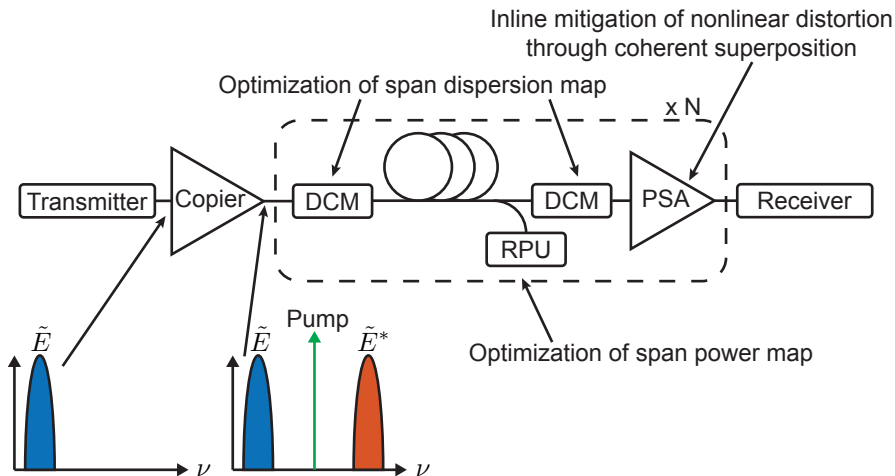 Inline mitigation of nonlinear distortion
through coherent superposition
Optimization of span dispersion map
x N
Transmitter
Copier
DCM
DCM
PSA
Receiver
RPU
Optimization of span power map
Ẽ
ν
Ẽ
Pump
Ẽ*
ν